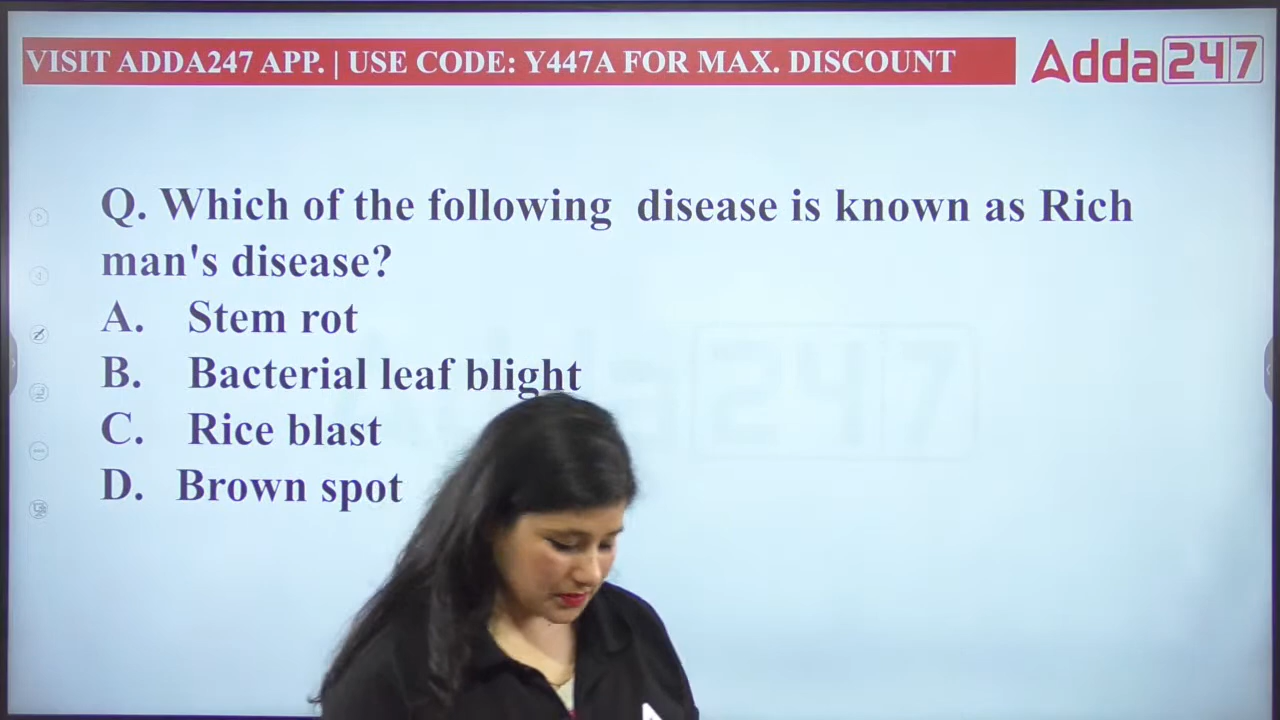 VISIT ADDA247 APP. | USE CODE: Y447A FOR MAX. DISCOUNT
Adda247
Q. Which of the following disease is known as Rich
man's disease?
A. Stem rot
B. Bacterial leaf blight
C. Rice blast
D. Brown spot